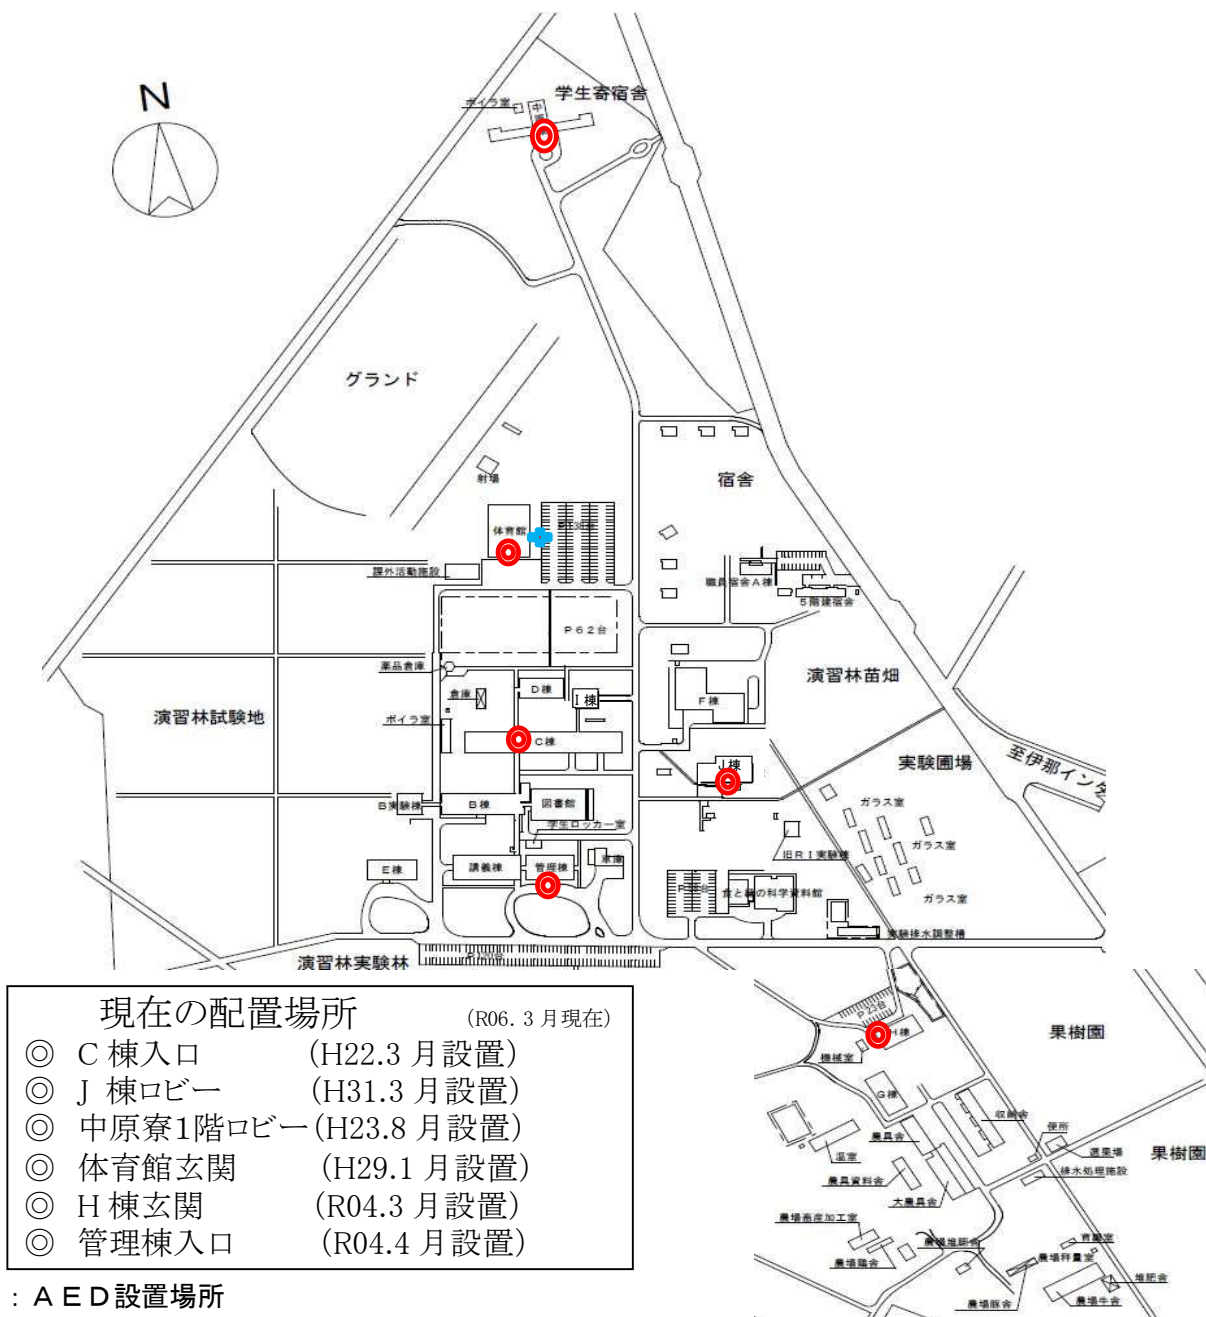 N
学生寄宿舎
ボイラ室
グランド
射場
宿舎
体育館
課外活動施設
職員宿舎A棟
5階建宿舎
P62台
薬品倉庫
演習林苗畑
D棟
I棟
F棟
倉庫
演習林試験地
ボイラ室
C棟
J棟
実験圃場
至伊那インタ
ガラス室
B実験棟
B棟
図書館
学生ロッカー室
旧RI実験棟
ガラス室
E棟
講義棟
管理棟
車庫
食と緑の科学資料館
ガラス室
実験排水調整槽
演習林実験林
P120台
P23台
H棟
果樹園
機械室
G棟
収納舎
便所
農具舎
選果場
果樹園
温室
排水処理施設
農具資料舎
大農具舎
農場畜産加工室
農場堆肥舎
育雛室
農場鶏舎
農場秤量室
堆肥舎
農場豚舎
農場牛舎
現在の配置場所 (R06.3月現在)
◎ C棟入口 (H22.3月設置)
◎ J棟ロビー (H31.3月設置)
◎ 中原寮1階ロビー(H23.8月設置)
◎ 体育館玄関 (H29.1月設置)
◎ H棟玄関 (R04.3月設置)
◎ 管理棟入口 (R04.4月設置)
：ＡＥＤ設置場所